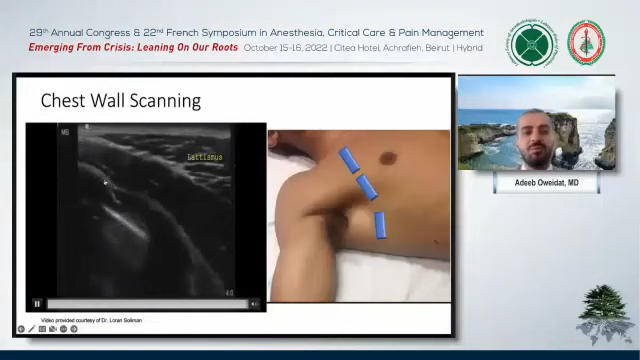 29th Annual Congress & 22nd French Symposium in Anesthesia, Critical Care & Pain Management
Emerging From Crisis: Leaning On Our Roots October 15-16, 2022 | Citea Hotel, Achrafieh, Beirut | Hybrid
Chest Wall Scanning
MB
Lattismus
Adeeb Oweidat, MD
Video provided courtesy of Dr. Loran Soliman